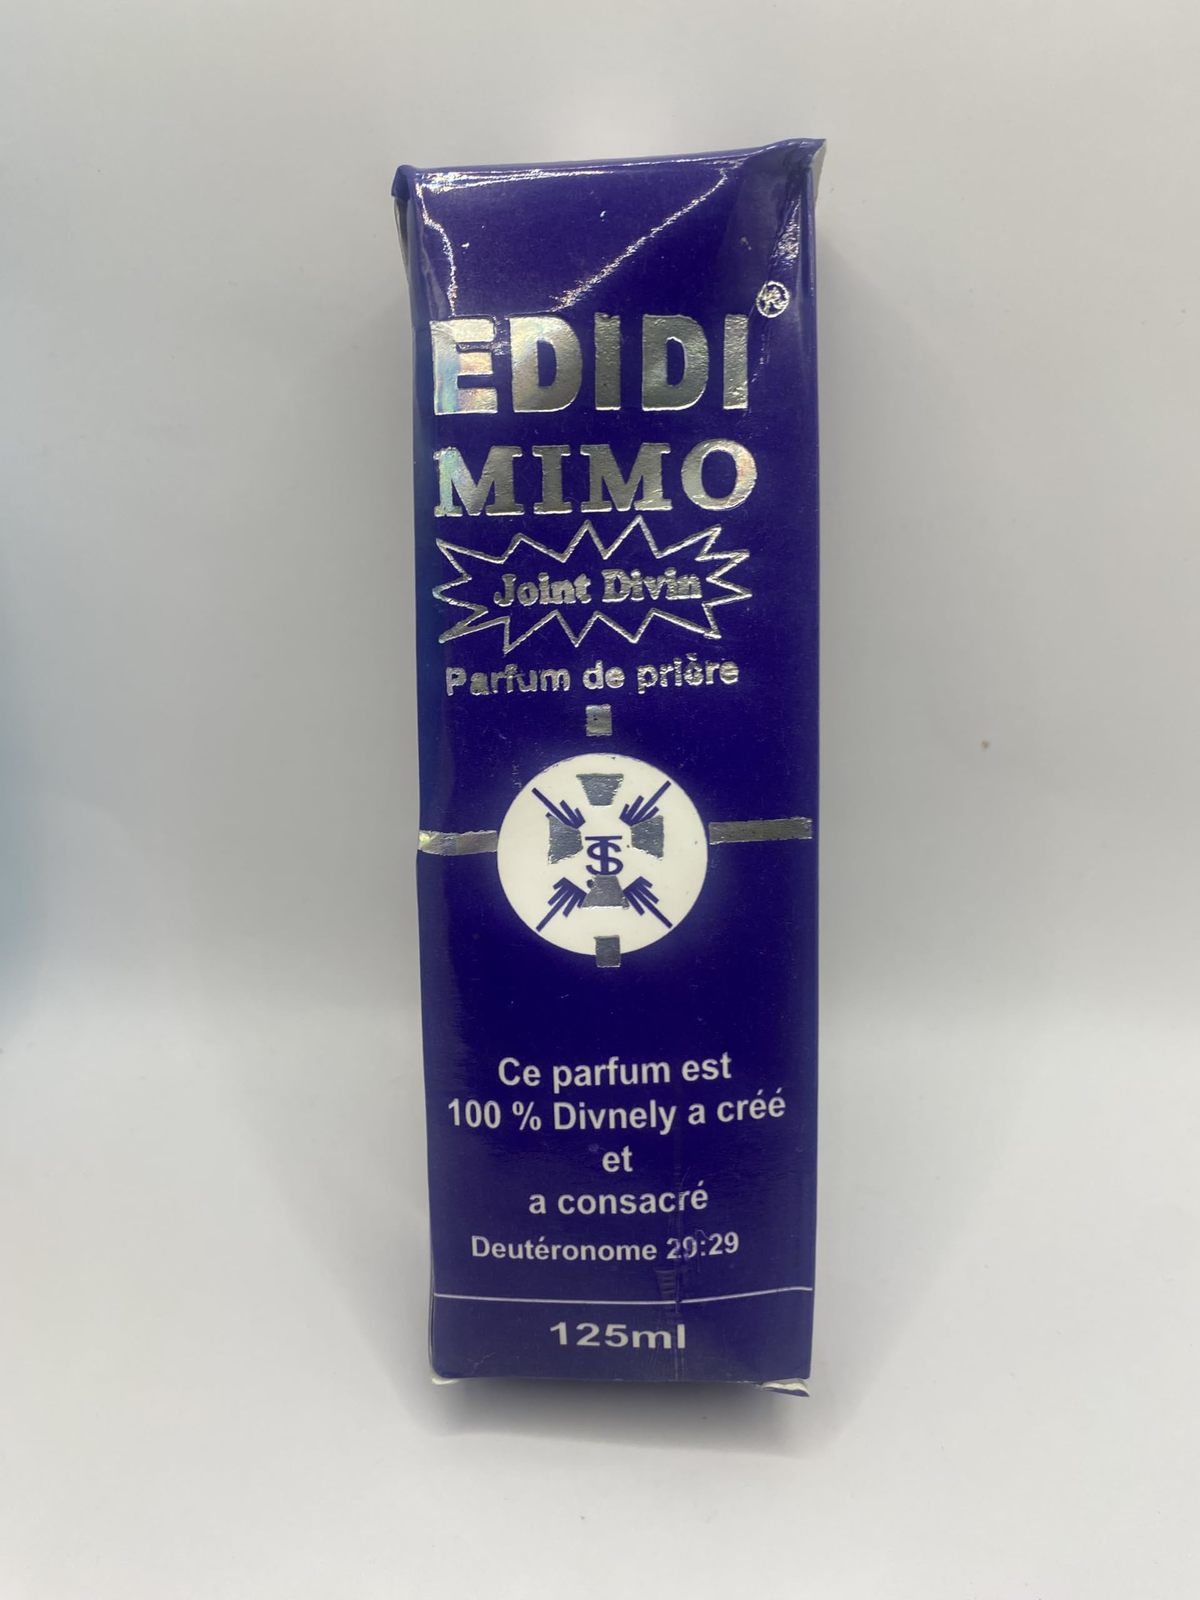 EDIDI®
MIMO
Joint Divin
Parfum de prière
TS
Ce parfum est
100 % Divnely a créé
et
a consacré
Deutéronome 29:29
125ml